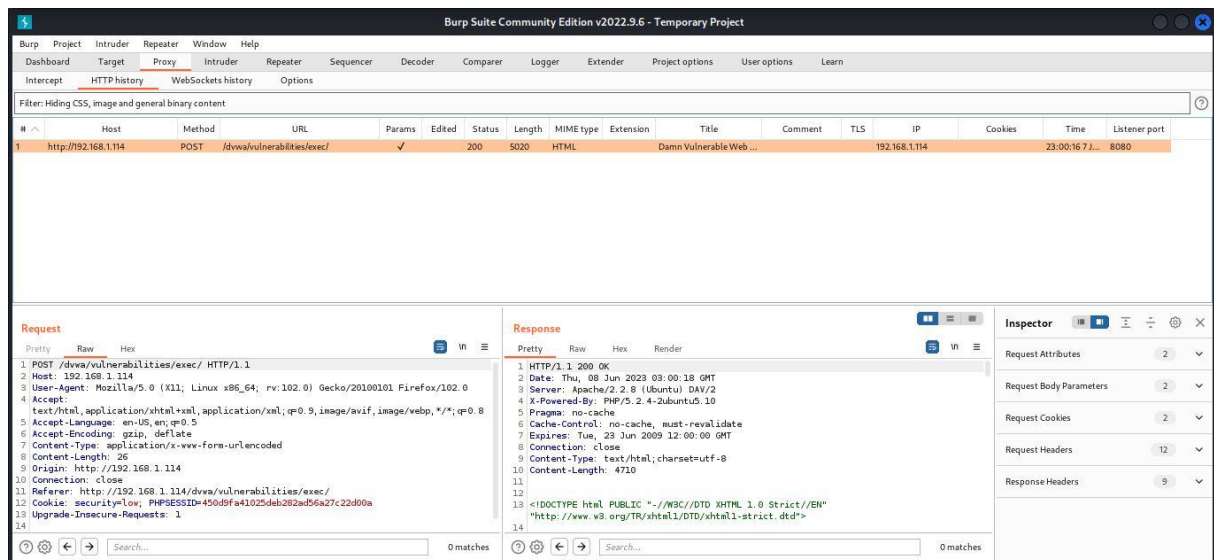 Burp Suite Community Edition v2022.9.6 - Temporary Project
Burp Project Intruder Repeater Window Help
Dashboard Target Proxy Intruder Repeater Sequencer Decoder Comparer Logger Extender Project options User options Learn
Intercept HTTP history WebSockets history Options
Filter: Hiding CSS, image and general binary content
# Host Method URL Params Edited Status Length MIME type Extension Title Comment TLS IP Cookies Time Listener port
1 http://192.168.1.114 POST /dvwa/vulnerabilities/exec/ ✓ 200 5020 HTML Damn Vulnerable Web ... 192.168.1.114 23:00:16 7 J... 8080
Request
Pretty Raw Hex \n
1 POST /dvwa/vulnerabilities/exec/ HTTP/1.1
2 Host: 192.168.1.114
3 User-Agent: Mozilla/5.0 (X11; Linux x86_64; rv:102.0) Gecko/20100101 Firefox/102.0
4 Accept:
text/html,application/xhtml+xml,application/xml;q=0.9,image/avif,image/webp,*/*;q=0.8
5 Accept-Language: en-US,en;q=0.5
6 Accept-Encoding: gzip, deflate
7 Content-Type: application/x-www-form-urlencoded
8 Content-Length: 26
9 Origin: http://192.168.1.114
10 Connection: close
11 Referer: http://192.168.1.114/dvwa/vulnerabilities/exec/
12 Cookie: security=low; PHPSESSID=450d9fa41025deb282ad56a27c22d00a
13 Upgrade-Insecure-Requests: 1
14
Search... 0 matches
Response
Pretty Raw Hex Render \n
1 HTTP/1.1 200 OK
2 Date: Thu, 08 Jun 2023 03:00:18 GMT
3 Server: Apache/2.2.8 (Ubuntu) DAV/2
4 X-Powered-By: PHP/5.2.4-2ubuntu5.10
5 Pragma: no-cache
6 Cache-Control: no-cache, must-revalidate
7 Expires: Tue, 23 Jun 2009 12:00:00 GMT
8 Connection: close
9 Content-Type: text/html;charset=utf-8
10 Content-Length: 4710
11
12
13 <!DOCTYPE html PUBLIC "-//W3C//DTD XHTML 1.0 Strict//EN"
"http://www.w3.org/TR/xhtml1/DTD/xhtml1-strict.dtd">
14
Search... 0 matches
Inspector
Request Attributes 2
Request Body Parameters 2
Request Cookies 2
Request Headers 12
Response Headers 9